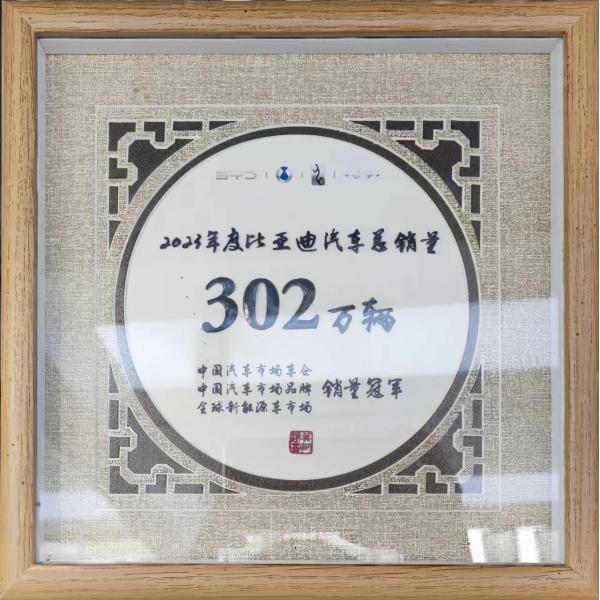 BYD
2023年度比亚迪汽车总销量
302万辆
中国汽车市场车企
中国汽车市场品牌 销量冠军
全球新能源车市场